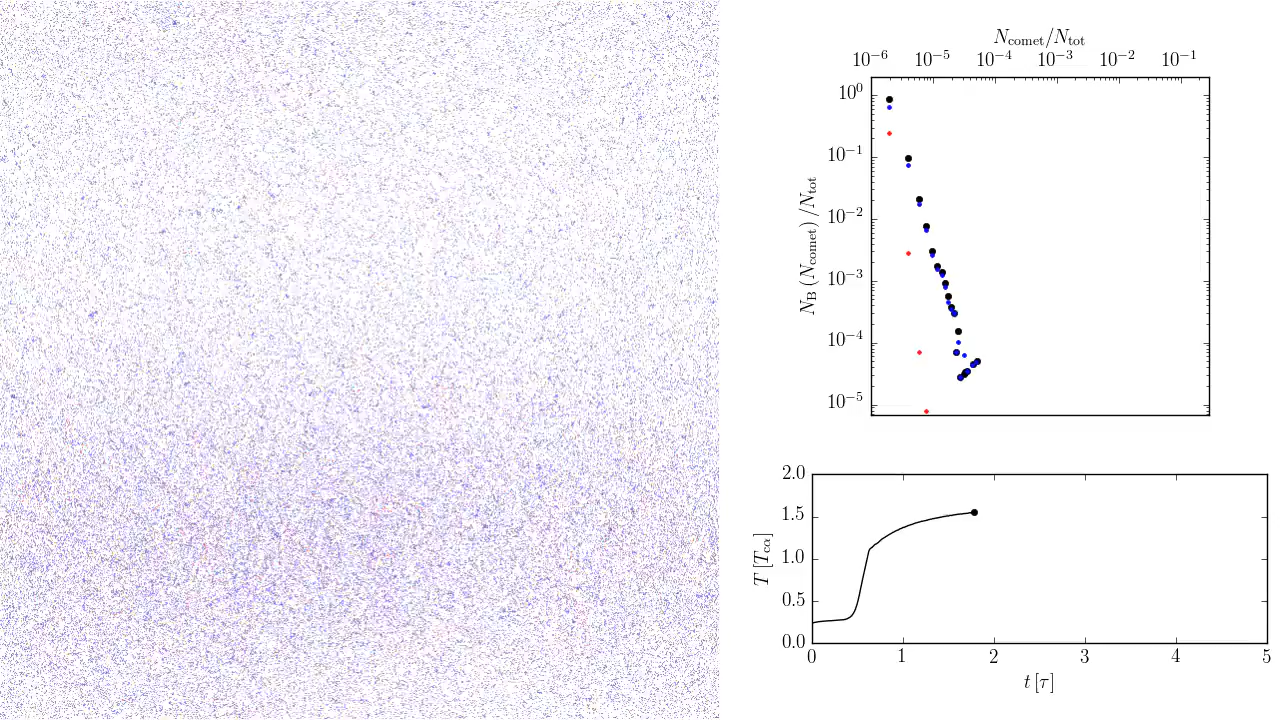 N_comet/N_tot
10^−6 10^−5 10^−4 10^−3 10^−2 10^−1
10^0
10^−1
10^−2
10^−3
10^−4
10^−5
N_B (N_comet) /N_tot
2.0
1.5
1.0
0.5
0.0
T [T_cα]
0 1 2 3 4 5
t [τ]